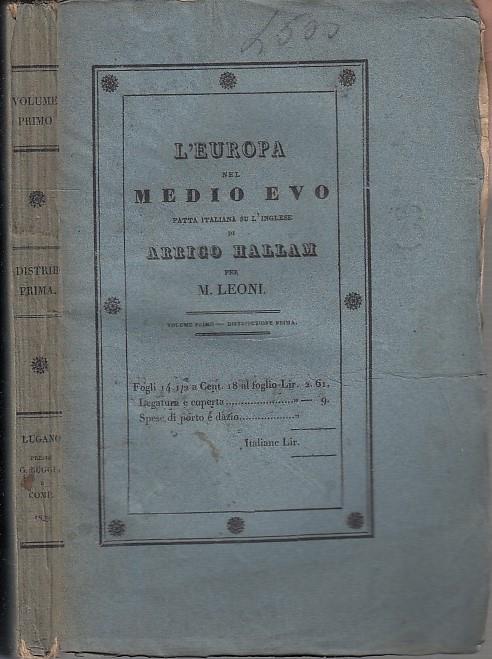 L 500
VOLUME
PRIMO
DISTRIB
PRIMA.
LUGANO
PRESSO
G. RUGGIA
E
COMP.
L'EUROPA
NEL
MEDIO EVO
FATTA ITALIANA SU L'INGLESE
DI
ARRIGO HALLAM
PER
M. LEONI.
VOLUME PRIMO — DISTRIBUZIONE PRIMA.
Fogli 14 1/2 a Cent. 18 al foglio Lir. 2. 61,
Legatura e coperta......................» — 9.
Spese di porto e dazio...................»
Italiane Lir.